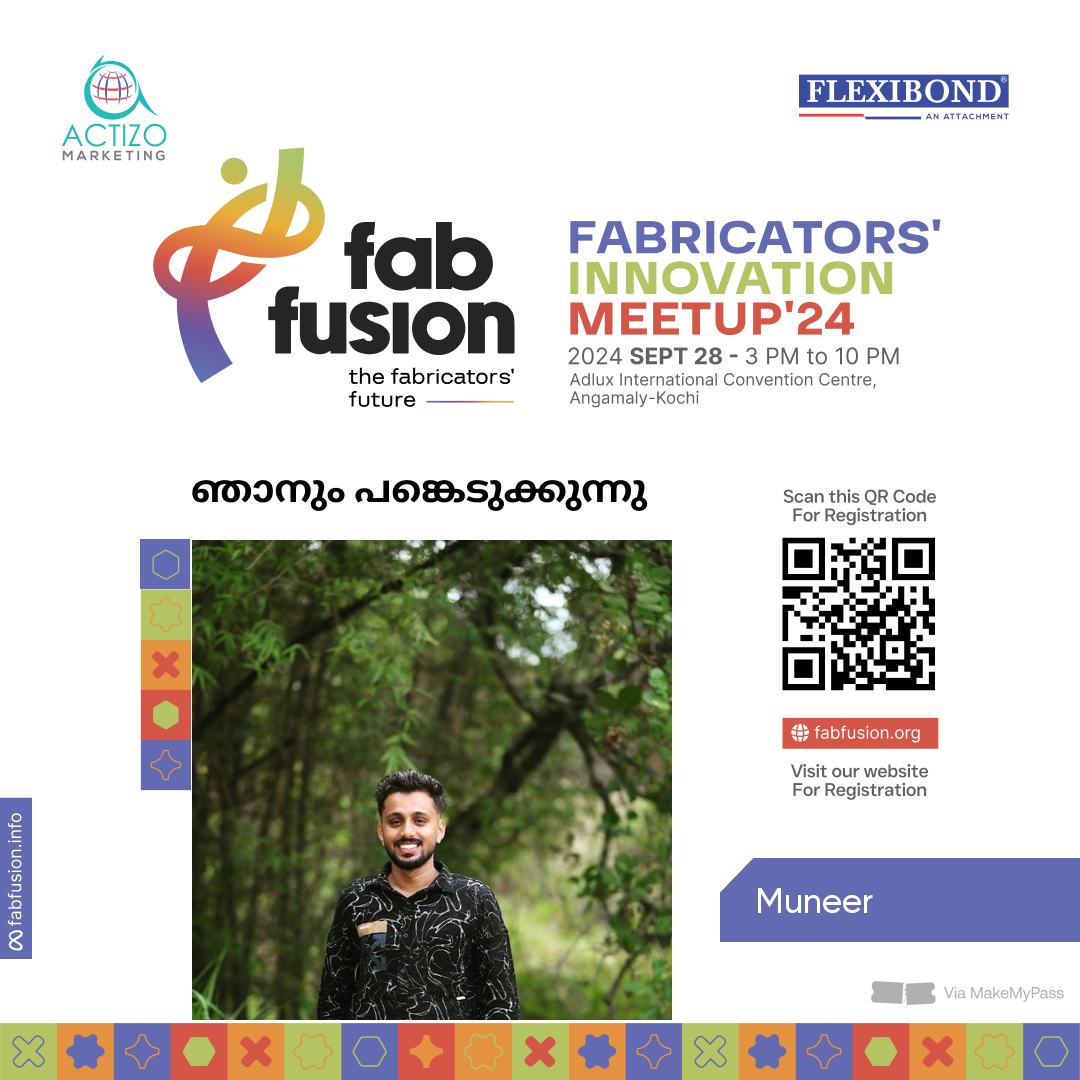 ACTIZO
MARKETING
FLEXIBOND®
AN ATTACHMENT
fab
fusion
the fabricators'
future
FABRICATORS'
INNOVATION
MEETUP'24
2024 SEPT 28 - 3 PM to 10 PM
Adlux International Convention Centre,
Angamaly-Kochi
ഞാനും പങ്കെടുക്കുന്നു
Scan this QR Code
For Registration
fabfusion.org
Visit our website
For Registration
fabfusion.info
Muneer
Via MakeMyPass